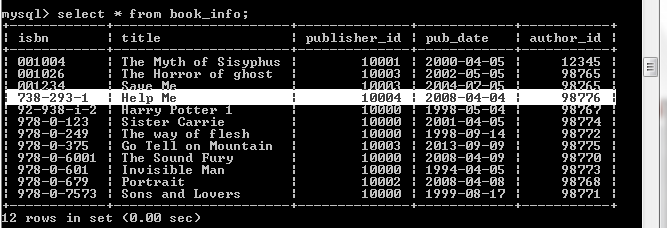 mysql> select * from book_info;
| isbn | title | publisher_id | pub_date | author_id |
| 001004 | The Myth of Sisyphus | 10001 | 2000-04-05 | 12345 |
| 001026 | The Horror of ghost | 10003 | 2002-05-05 | 98765 |
| 001234 | Save Me | 10003 | 2004-02-05 | 98765 |
| 738-293-1 | Help Me | 10004 | 2008-04-04 | 98776 |
| 92-938-i-2 | Harry Potter 1 | 10000 | 1998-05-04 | 98767 |
| 978-0-123 | Sister Carrie | 10000 | 2001-04-05 | 98774 |
| 978-0-249 | The way of flesh | 10000 | 1998-09-14 | 98772 |
| 978-0-375 | Go Tell on Mountain | 10003 | 2013-09-09 | 98775 |
| 978-0-6001 | The Sound Fury | 10000 | 2008-04-09 | 98770 |
| 978-0-601 | Invisible Man | 10000 | 1994-04-05 | 98773 |
| 978-0-679 | Portrait | 10002 | 2008-04-08 | 98768 |
| 978-0-7573 | Sons and Lovers | 10000 | 1999-08-17 | 98771 |
12 rows in set (0.00 sec)